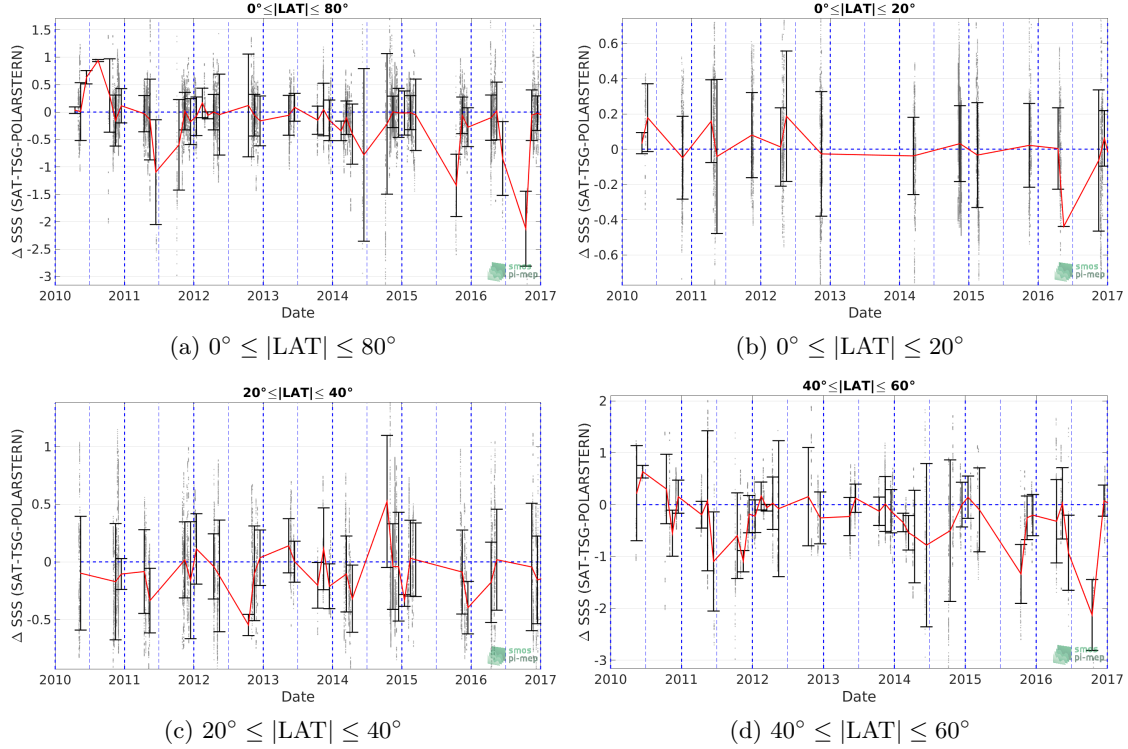 0°≤|LAT|≤ 80°
1.5
1
0.5
0
-0.5
-1
-1.5
-2
-2.5
-3
Δ SSS (SAT-TSG-POLARSTERN)
2010 2011 2012 2013 2014 2015 2016 2017
Date
smos
pi-mep
(a) 0° ≤ |LAT| ≤ 80°
0°≤|LAT|≤ 20°
0.6
0.4
0.2
0
-0.2
-0.4
-0.6
Δ SSS (SAT-TSG-POLARSTERN)
2010 2011 2012 2013 2014 2015 2016 2017
Date
smos
pi-mep
(b) 0° ≤ |LAT| ≤ 20°
20°≤|LAT|≤ 40°
1
0.5
0
-0.5
Δ SSS (SAT-TSG-POLARSTERN)
2010 2011 2012 2013 2014 2015 2016 2017
Date
smos
pi-mep
(c) 20° ≤ |LAT| ≤ 40°
40°≤|LAT|≤ 60°
2
1
0
-1
-2
-3
Δ SSS (SAT-TSG-POLARSTERN)
2010 2011 2012 2013 2014 2015 2016 2017
Date
smos
pi-mep
(d) 40° ≤ |LAT| ≤ 60°